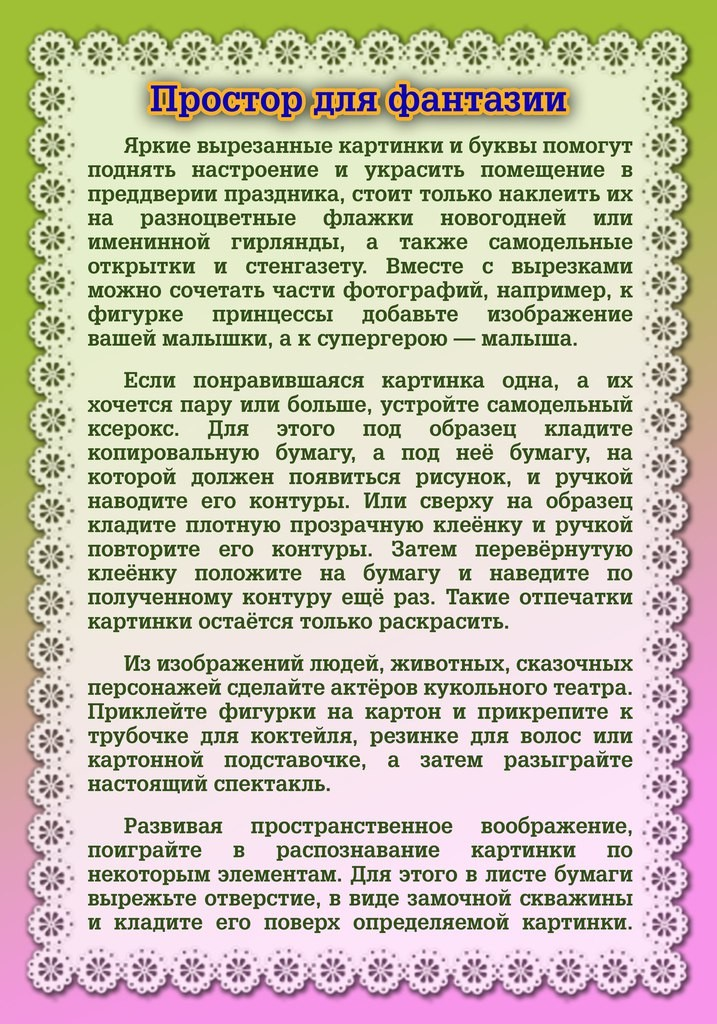 Простор для фантазии
Яркие вырезанные картинки и буквы помогут
поднять настроение и украсить помещение в
преддверии праздника, стоит только наклеить их
на разноцветные флажки новогодней или
именинной гирлянды, а также самодельные
открытки и стенгазету. Вместе с вырезками
можно сочетать части фотографий, например, к
фигурке принцессы добавьте изображение
вашей малышки, а к супергерою — малыша.
Если понравившаяся картинка одна, а их
хочется пару или больше, устройте самодельный
ксерокс. Для этого под образец кладите
копировальную бумагу, а под неё бумагу, на
которой должен появиться рисунок, и ручкой
наводите его контуры. Или сверху на образец
кладите плотную прозрачную клеёнку и ручкой
повторите его контуры. Затем перевёрнутую
клеёнку положите на бумагу и наведите по
полученному контуру ещё раз. Такие отпечатки
картинки остаётся только раскрасить.
Из изображений людей, животных, сказочных
персонажей сделайте актёров кукольного театра.
Приклейте фигурки на картон и прикрепите к
трубочке для коктейля, резинке для волос или
картонной подставочке, а затем разыграйте
настоящий спектакль.
Развивая пространственное воображение,
поиграйте в распознавание картинки по
некоторым элементам. Для этого в листе бумаги
вырежьте отверстие, в виде замочной скважины
и кладите его поверх определяемой картинки.